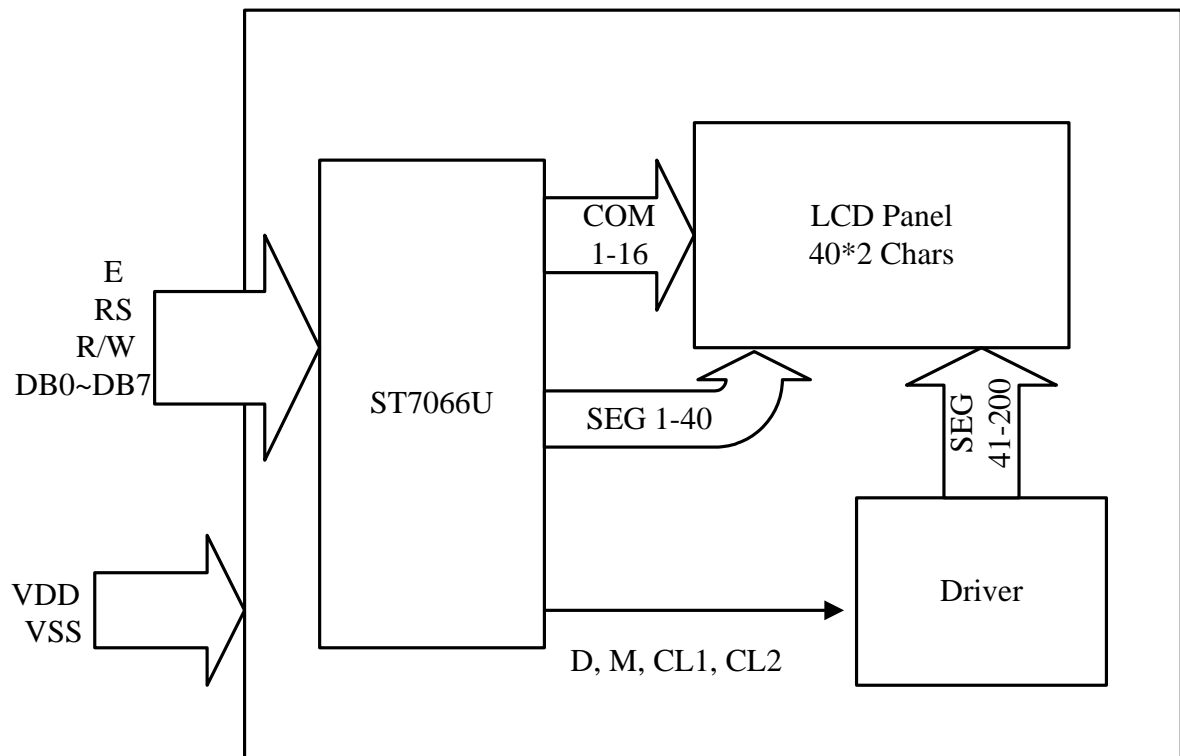 E
RS
R/W
DB0~DB7
VDD
VSS
ST7066U
COM
1-16
SEG 1-40
D, M, CL1, CL2
LCD Panel
40*2 Chars
SEG
41-200
Driver